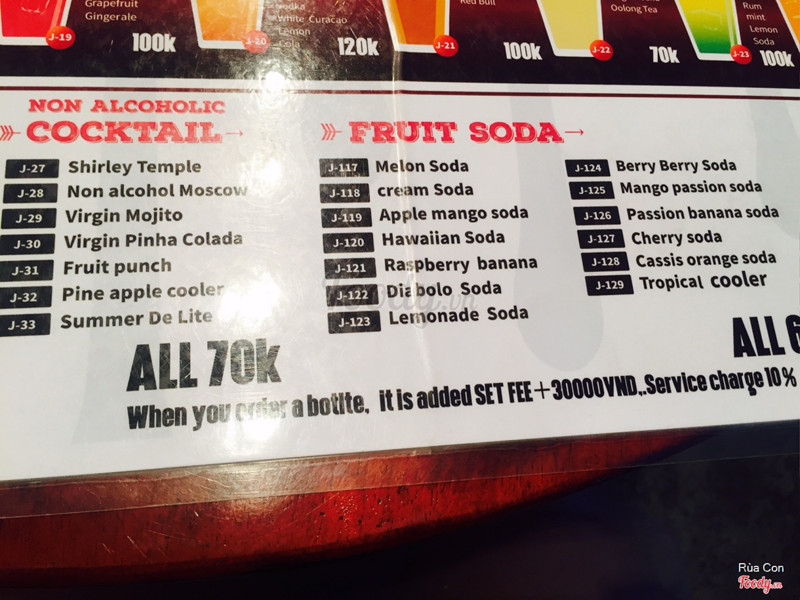 Grapefruit
Gingerale
J-19
100k
Vodka
White Curacao
Lemon
Cola
J-20
120k
Red Bull
J-21
100k
Oolong Tea
J-22
70k
Rum
mint
Lemon
Soda
J-23
100k
NON ALCOHOLIC
COCKTAIL
J-27 Shirley Temple
J-28 Non alcohol Moscow
J-29 Virgin Mojito
J-30 Virgin Pinha Colada
J-31 Fruit punch
J-32 Pine apple cooler
J-33 Summer De Lite
ALL 70k
FRUIT SODA
J-117 Melon Soda
J-118 cream Soda
J-119 Apple mango soda
J-120 Hawaiian Soda
J-121 Raspberry banana
J-122 Diabolo Soda
J-123 Lemonade Soda
J-124 Berry Berry Soda
J-125 Mango passion soda
J-126 Passion banana soda
J-127 Cherry soda
J-128 Cassis orange soda
J-129 Tropical cooler
ALL 6
When you order a botlte, it is added SET FEE+30000VND,.Service charge 10%
Foody.vn
Rùa Con
Foody.vn